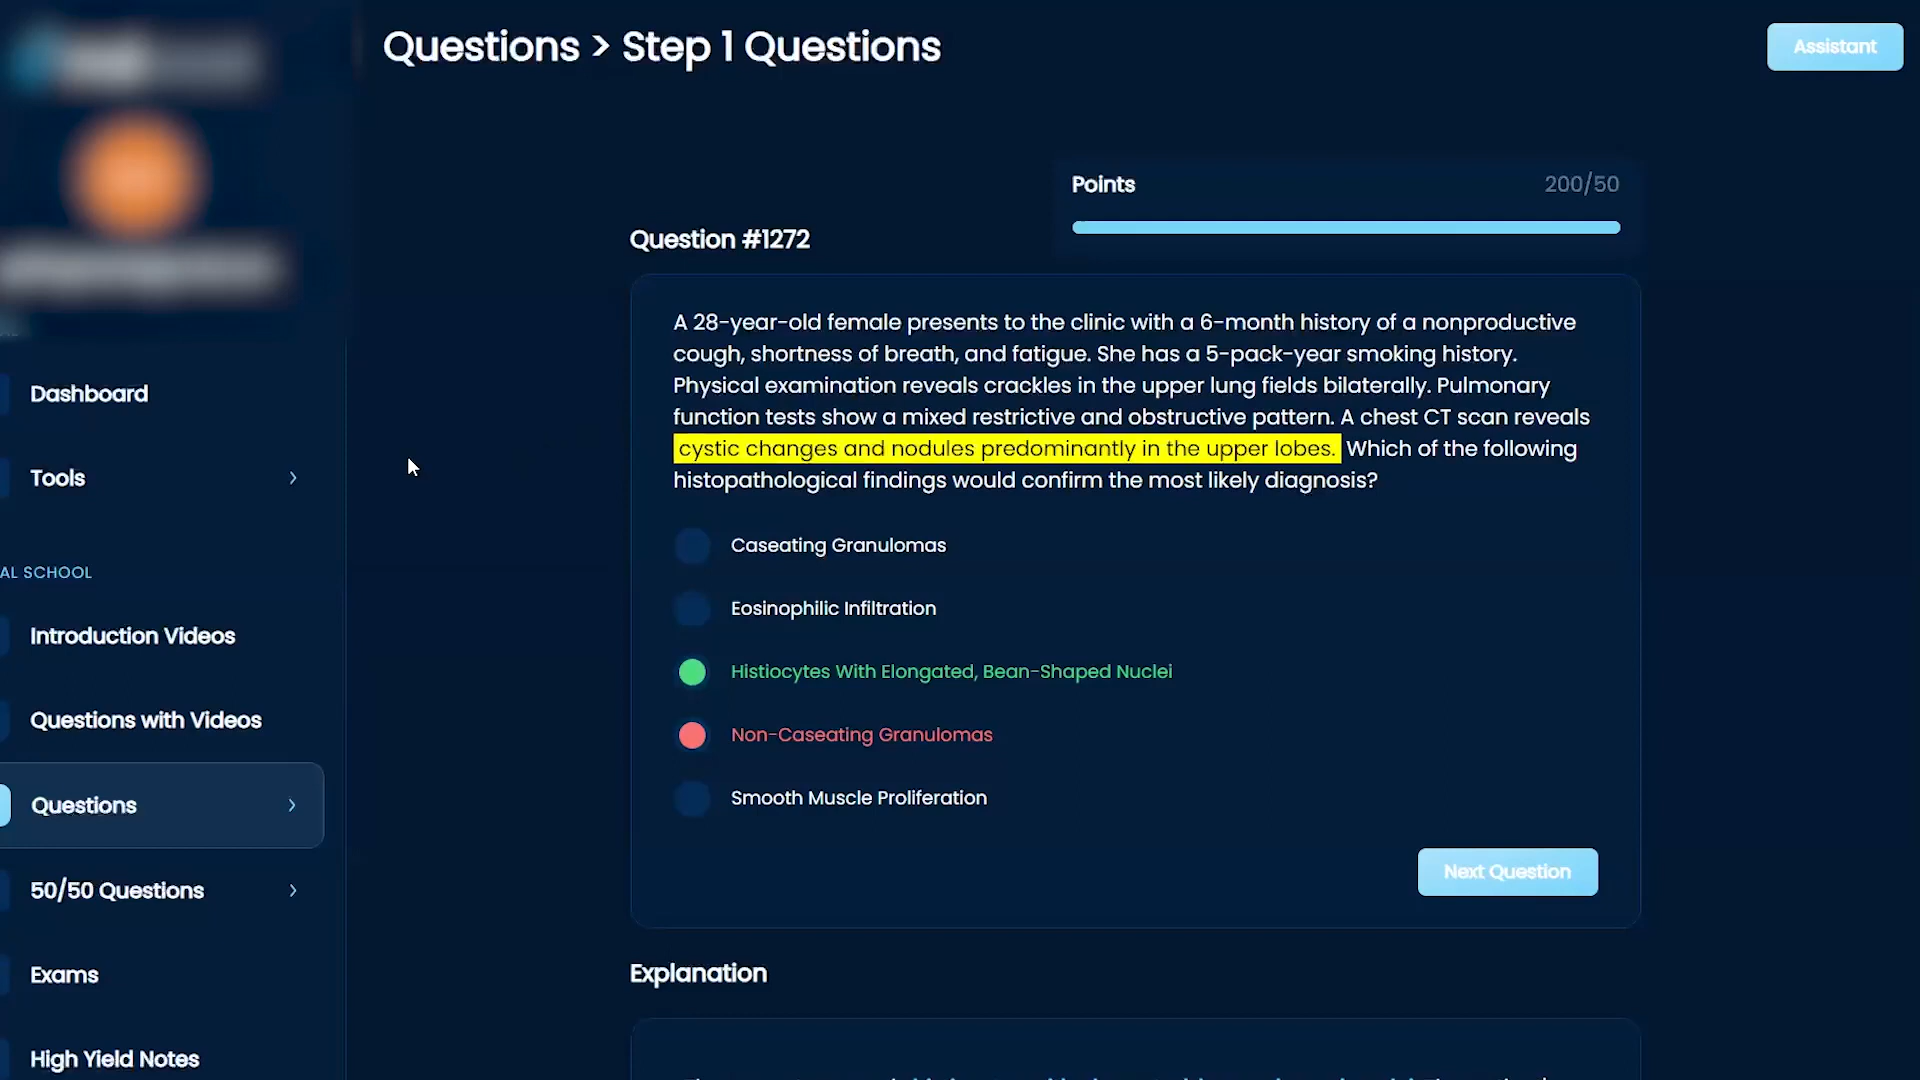 Questions > Step 1 Questions
Assistant
Points
200/50
Question #1272
A 28-year-old female presents to the clinic with a 6-month history of a nonproductive
cough, shortness of breath, and fatigue. She has a 5-pack-year smoking history.
Physical examination reveals crackles in the upper lung fields bilaterally. Pulmonary
function tests show a mixed restrictive and obstructive pattern. A chest CT scan reveals
cystic changes and nodules predominantly in the upper lobes. Which of the following
histopathological findings would confirm the most likely diagnosis?
Caseating Granulomas
Eosinophilic Infiltration
Histiocytes With Elongated, Bean-Shaped Nuclei
Non-Caseating Granulomas
Smooth Muscle Proliferation
Next Question
Explanation
Dashboard
Tools
AL SCHOOL
Introduction Videos
Questions with Videos
Questions
50/50 Questions
Exams
High Yield Notes